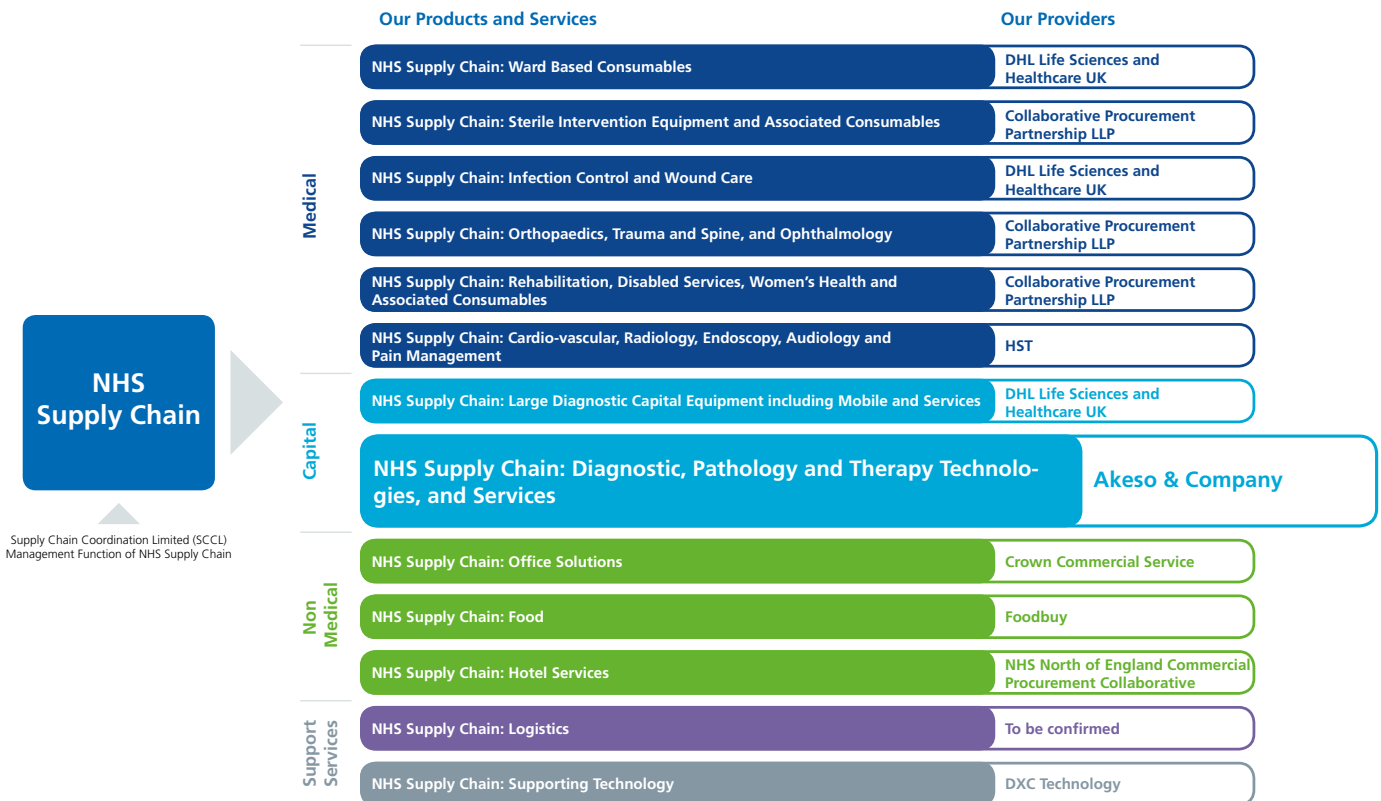 Our Products and Services
Our Providers
Medical
NHS Supply Chain: Ward Based Consumables
DHL Life Sciences and
Healthcare UK
NHS Supply Chain: Sterile Intervention Equipment and Associated Consumables
Collaborative Procurement
Partnership LLP
NHS Supply Chain: Infection Control and Wound Care
DHL Life Sciences and
Healthcare UK
NHS Supply Chain: Orthopaedics, Trauma and Spine, and Ophthalmology
Collaborative Procurement
Partnership LLP
NHS Supply Chain: Rehabilitation, Disabled Services, Women’s Health and
Associated Consumables
Collaborative Procurement
Partnership LLP
NHS Supply Chain: Cardio-vascular, Radiology, Endoscopy, Audiology and
Pain Management
HST
NHS
Supply Chain
Supply Chain Coordination Limited (SCCL)
Management Function of NHS Supply Chain
Capital
NHS Supply Chain: Large Diagnostic Capital Equipment including Mobile and Services
DHL Life Sciences and
Healthcare UK
NHS Supply Chain: Diagnostic, Pathology and Therapy Technolo-
gies, and Services
Akeso & Company
Non
Medical
NHS Supply Chain: Office Solutions
Crown Commercial Service
NHS Supply Chain: Food
Foodbuy
NHS Supply Chain: Hotel Services
NHS North of England Commercial
Procurement Collaborative
Support
Services
NHS Supply Chain: Logistics
To be confirmed
NHS Supply Chain: Supporting Technology
DXC Technology